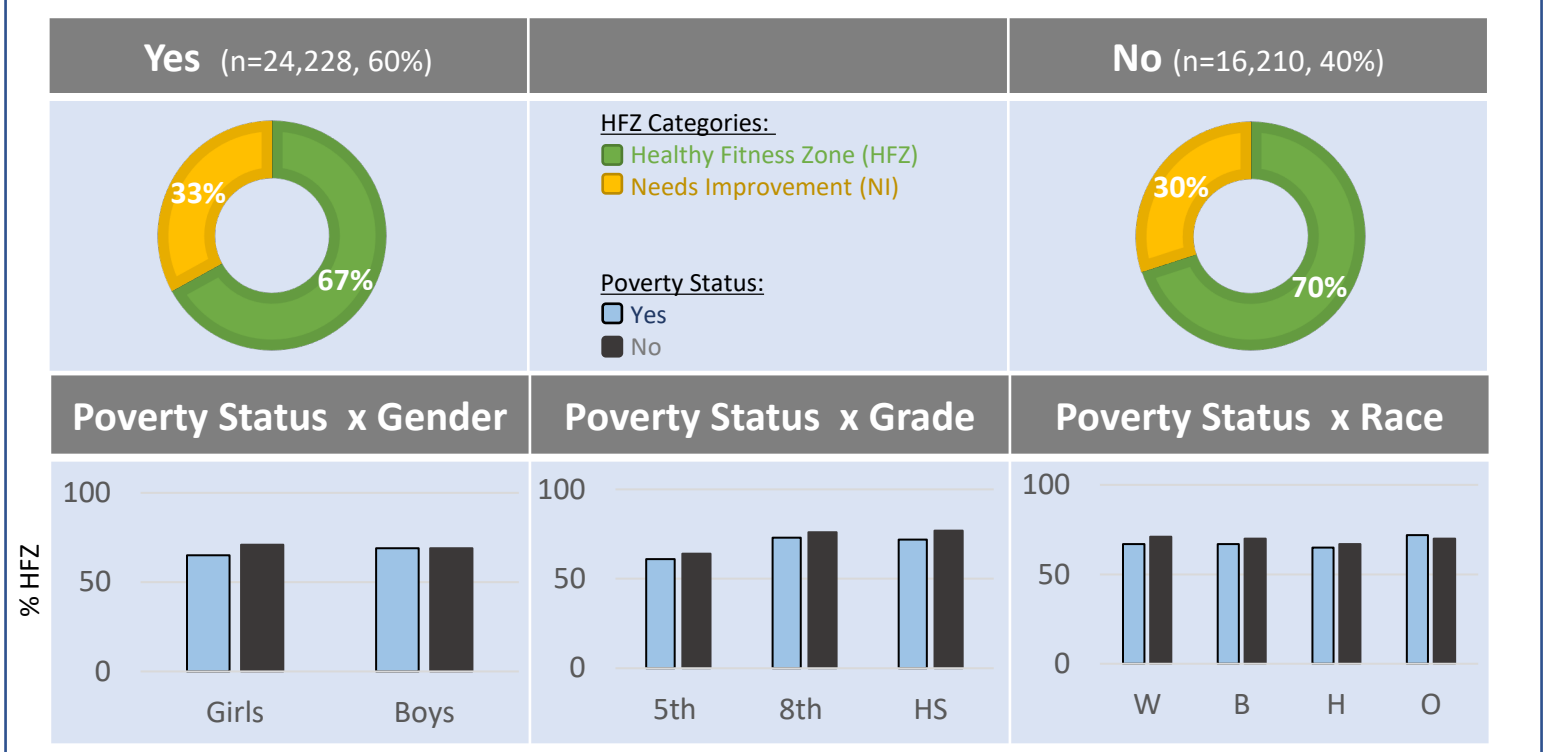 Yes (n=24,228, 60%)
No (n=16,210, 40%)
33%
67%
HFZ Categories:
Healthy Fitness Zone (HFZ)
Needs Improvement (NI)
Poverty Status:
Yes
No
30%
70%
Poverty Status x Gender
Poverty Status x Grade
Poverty Status x Race
% HFZ
100
50
0
Girls Boys
100
50
0
5th 8th HS
100
50
0
W B H O